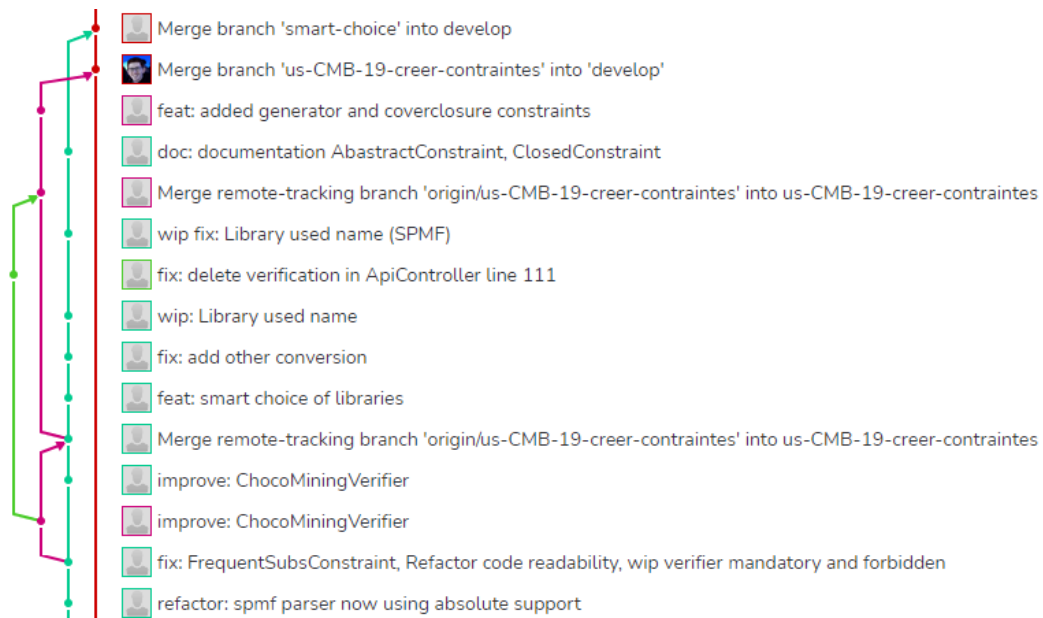 Merge branch 'smart-choice' into develop
Merge branch 'us-CMB-19-creer-contraintes' into 'develop'
feat: added generator and coverclosure constraints
doc: documentation AbastractConstraint, ClosedConstraint
Merge remote-tracking branch 'origin/us-CMB-19-creer-contraintes' into us-CMB-19-creer-contraintes
wip fix: Library used name (SPMF)
fix: delete verification in ApiController line 111
wip: Library used name
fix: add other conversion
feat: smart choice of libraries
Merge remote-tracking branch 'origin/us-CMB-19-creer-contraintes' into us-CMB-19-creer-contraintes
improve: ChocoMiningVerifier
improve: ChocoMiningVerifier
fix: FrequentSubsConstraint, Refactor code readability, wip verifier mandatory and forbidden
refactor: spmf parser now using absolute support